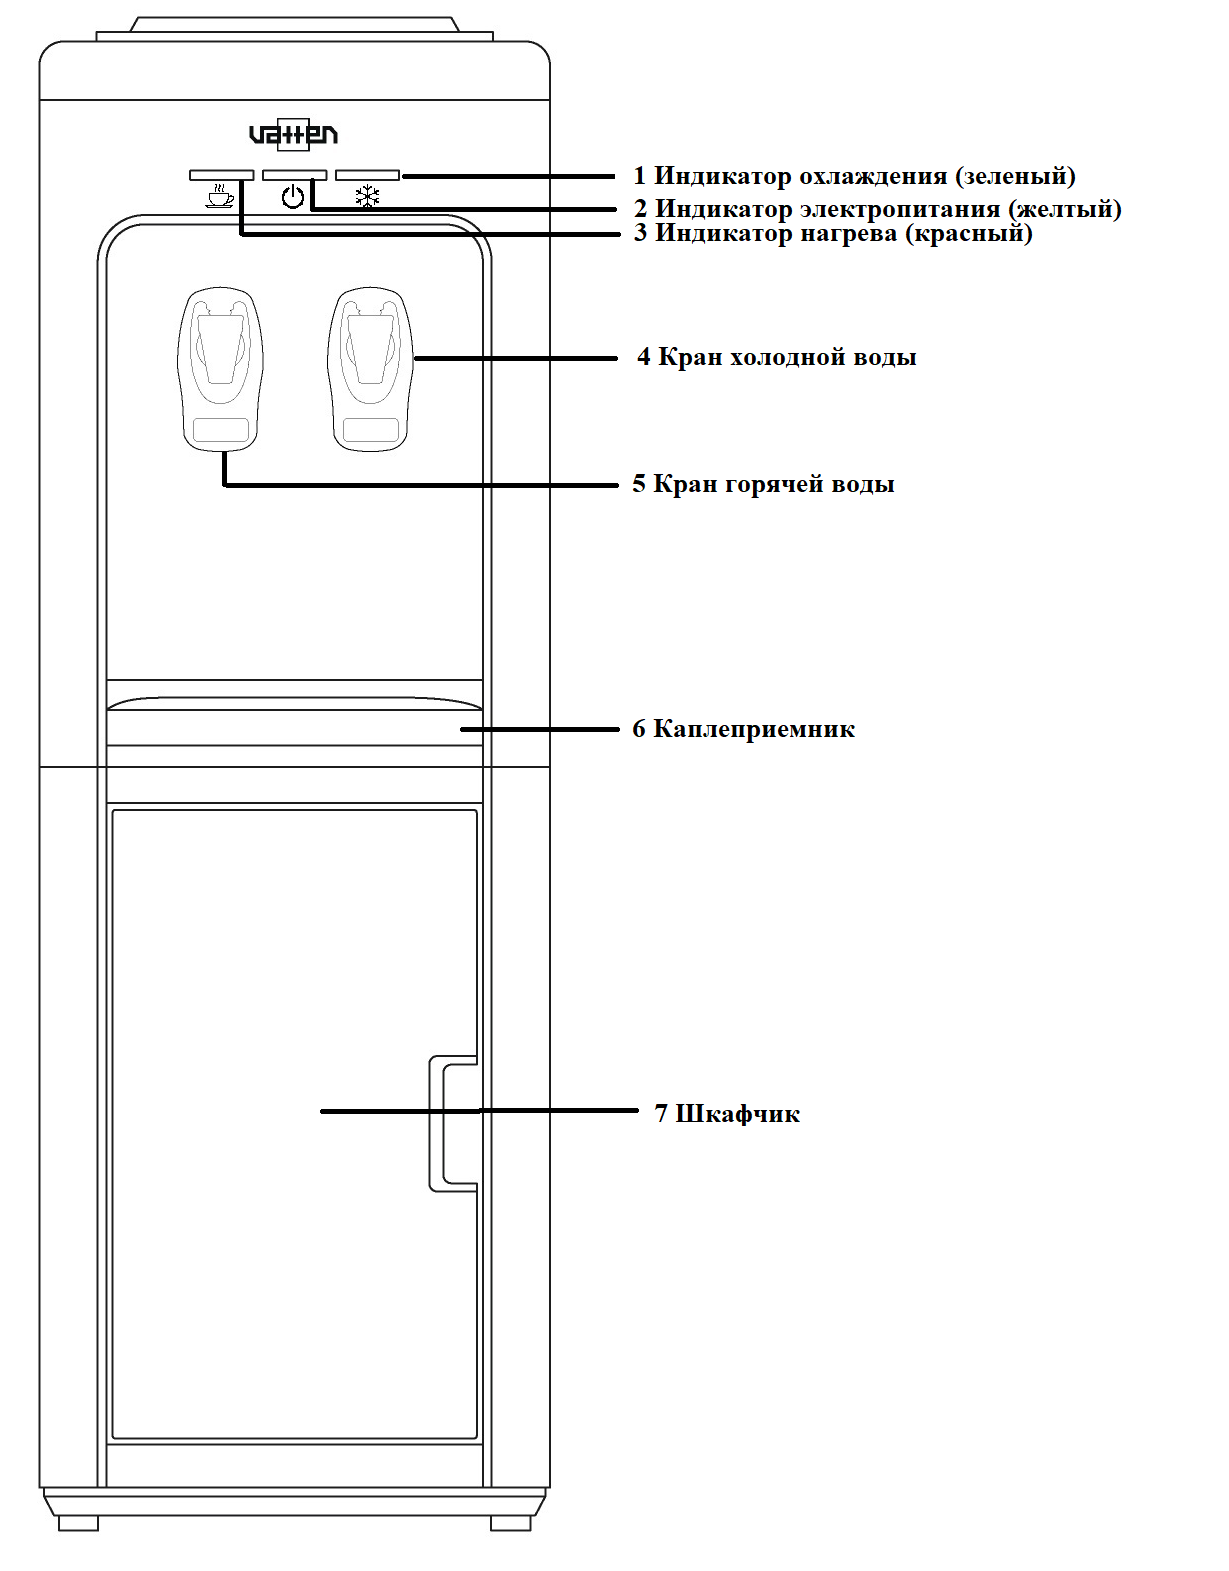 vatten
1 Индикатор охлаждения (зеленый)
2 Индикатор электропитания (желтый)
3 Индикатор нагрева (красный)
4 Кран холодной воды
5 Кран горячей воды
6 Каплеприемник
7 Шкафчик